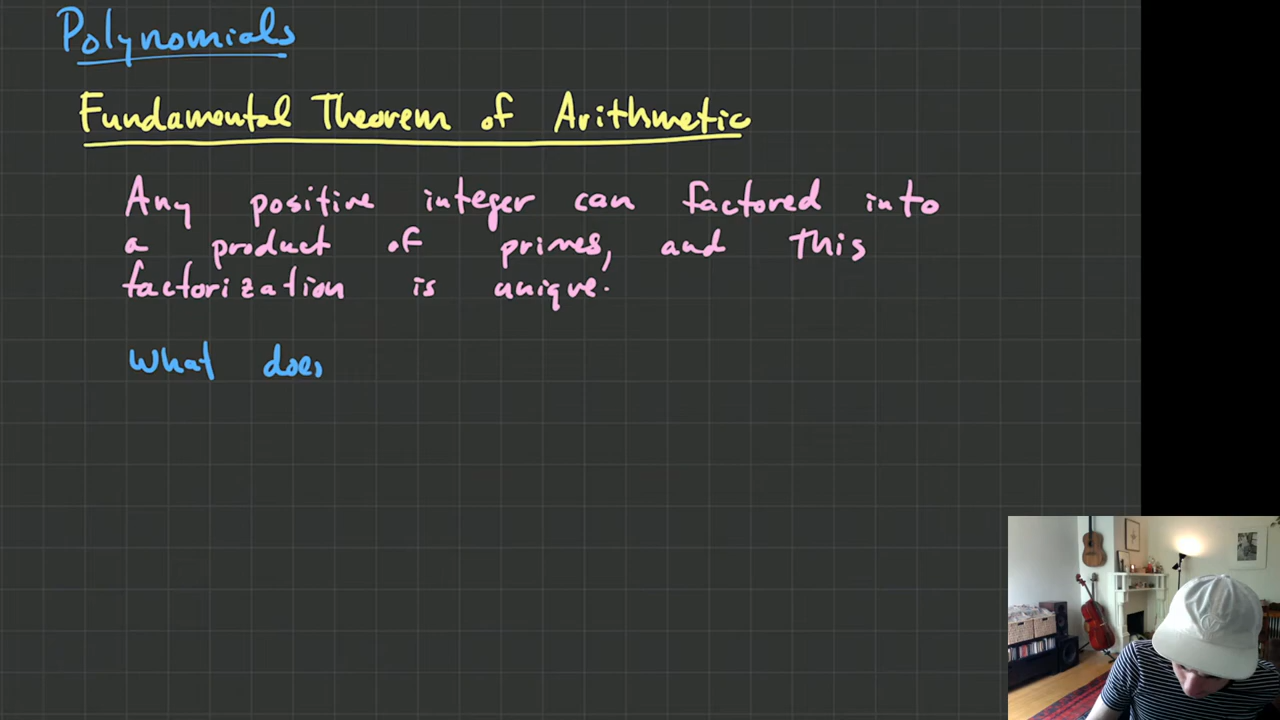 Polynomials
Fundamental Theorem of Arithmetic
Any positive integer can factored into
a product of primes, and this
factorization is unique.
What does